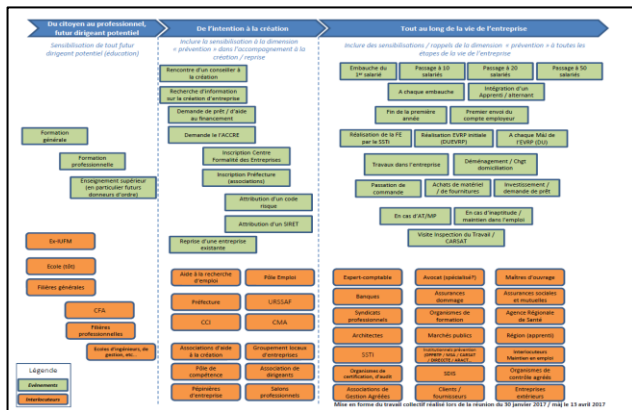 Du citoyen au professionnel,
futur dirigeant potentiel
De l'intention à la création
Tout au long de la vie de l'entreprise
Sensibilisation de tout futur
dirigeant potentiel (éducation)
Inclure la sensibilisation à la dimension
« prévention » dans l'accompagnement à la
création / reprise
Inclure des sensibilisations / rappels de la dimension « prévention » à toutes les
étapes de la vie de l'entreprise
Formation
générale
Formation
professionnelle
Enseignement supérieur
(en particulier futurs
donneurs d'ordre)
Ex-IUFM
Ecole (tôt)
Filières générales
CFA
Filières
professionnelles
Ecoles d'ingénieurs, de
gestion, etc...
Légende
Evénements
Interlocuteurs
Rencontre d'un conseiller à
la création
Recherche d'information
sur la création d'entreprise
Demande de prêt / d'aide
au financement
Demande le l'ACCRE
Inscription Centre
Formalité des Entreprises
Inscription Préfecture
(associations)
Attribution d'un code
risque
Attribution d'un SIRET
Reprise d'une entreprise
existante
Aide à la recherche
d'emploi
Pôle Emploi
Préfecture
URSSAF
CCI
CMA
Associations d'aide
à la création
Groupement locaux
d'entreprises
Pôle de
compétence
Association de
dirigeants
Pépinières
d'entreprise
Salons
professionnels
Embauche du
1er salarié
Passage à 10
salariés
Passage à 20
salariés
Passage à 50
salariés
A chaque embauche
Intégration d'un
Apprenti / alternant
Fin de la première
année
Premier envoi du
compte employeur
Réalisation de la FE
par le SSTI
Réalisation EVRP initiale
(DUEVRP)
A chaque MàJ de
l'EVRP (DU)
Travaux dans l'entreprise
Déménagement / Chgt
domiciliation
Passation de
commande
Achats de matériel
/ de fournitures
Investissement /
demande de prêt
En cas d'AT/MP
En cas d'inaptitude /
maintien dans l'emploi
Visite Inspection du Travail /
CARSAT
Expert-comptable
Avocat (spécialisé?)
Maîtres d'ouvrage
Banques
Assurances
dommage
Assurances sociales
et mutuelles
Syndicats
professionnels
Organismes de
formation
Agence Régionale
de Santé
Architectes
Marchés publics
Région (apprenti)
SSTI
Interlocuteurs
Maintien en emploi
Organismes de
certification, d'audit
SDIS
Organismes de
contrôle agréés
Associations de
Gestion Agréées
Clients /
fournisseurs
Entreprises
extérieures
Mise en forme du travail collectif réalisé lors de la réunion du 30 janvier 2017 / màj le 13 avril 2017